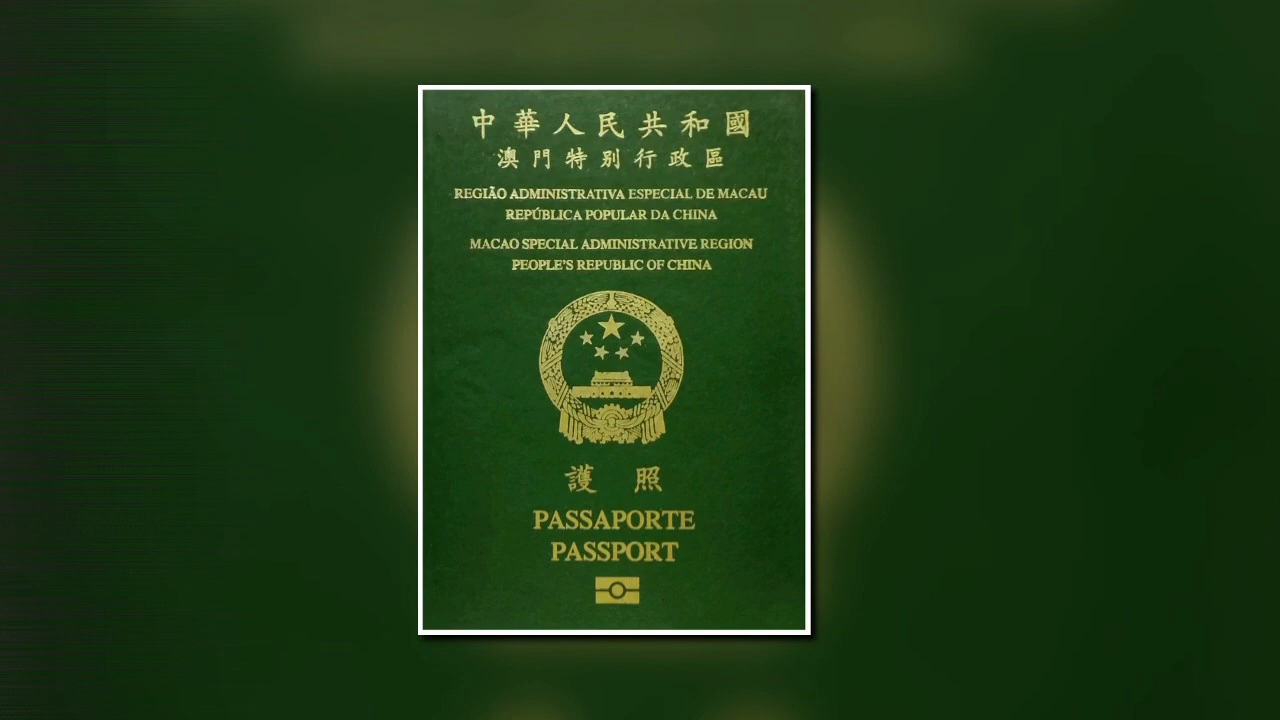 中華人民共和國
澳門特別行政區
REGIÃO ADMINISTRATIVA ESPECIAL DE MACAU
REPÚBLICA POPULAR DA CHINA
MACAO SPECIAL ADMINISTRATIVE REGION
PEOPLE'S REPUBLIC OF CHINA
護照
PASSAPORTE
PASSPORT